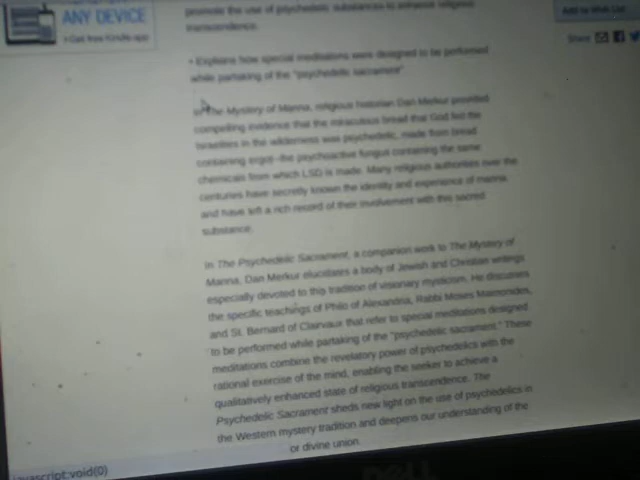 ANY DEVICE
• Get free Kindle app
Add to Wish List
Share
promote the use of psychedelic substances to enhance religious
transcendence.
• Explains how special meditations were designed to be performed
while partaking of the "psychedelic sacrament"
In The Mystery of Manna, religious historian Dan Merkur provided
compelling evidence that the miraculous bread that God fed the
Israelites in the wilderness was psychedelic, made from bread
containing ergot--the psychoactive fungus containing the same
chemicals from which LSD is made. Many religious authorities over the
centuries have secretly known the identity and experience of manna
and have left a rich record of their involvement with this sacred
substance.
In The Psychedelic Sacrament, a companion work to The Mystery of
Manna, Dan Merkur elucidates a body of Jewish and Christian writings
especially devoted to this tradition of visionary mysticism. He discusses
the specific teachings of Philo of Alexandria, Rabbi Moses Maimonides,
and St. Bernard of Clairvaux that refer to special meditations designed
to be performed while partaking of the "psychedelic sacrament." These
meditations combine the revelatory power of psychedelics with the
rational exercise of the mind, enabling the seeker to achieve a
qualitatively enhanced state of religious transcendence. The
Psychedelic Sacrament sheds new light on the use of psychedelics in
the Western mystery tradition and deepens our understanding of the
or divine union.
javascript:void(0)
DELL